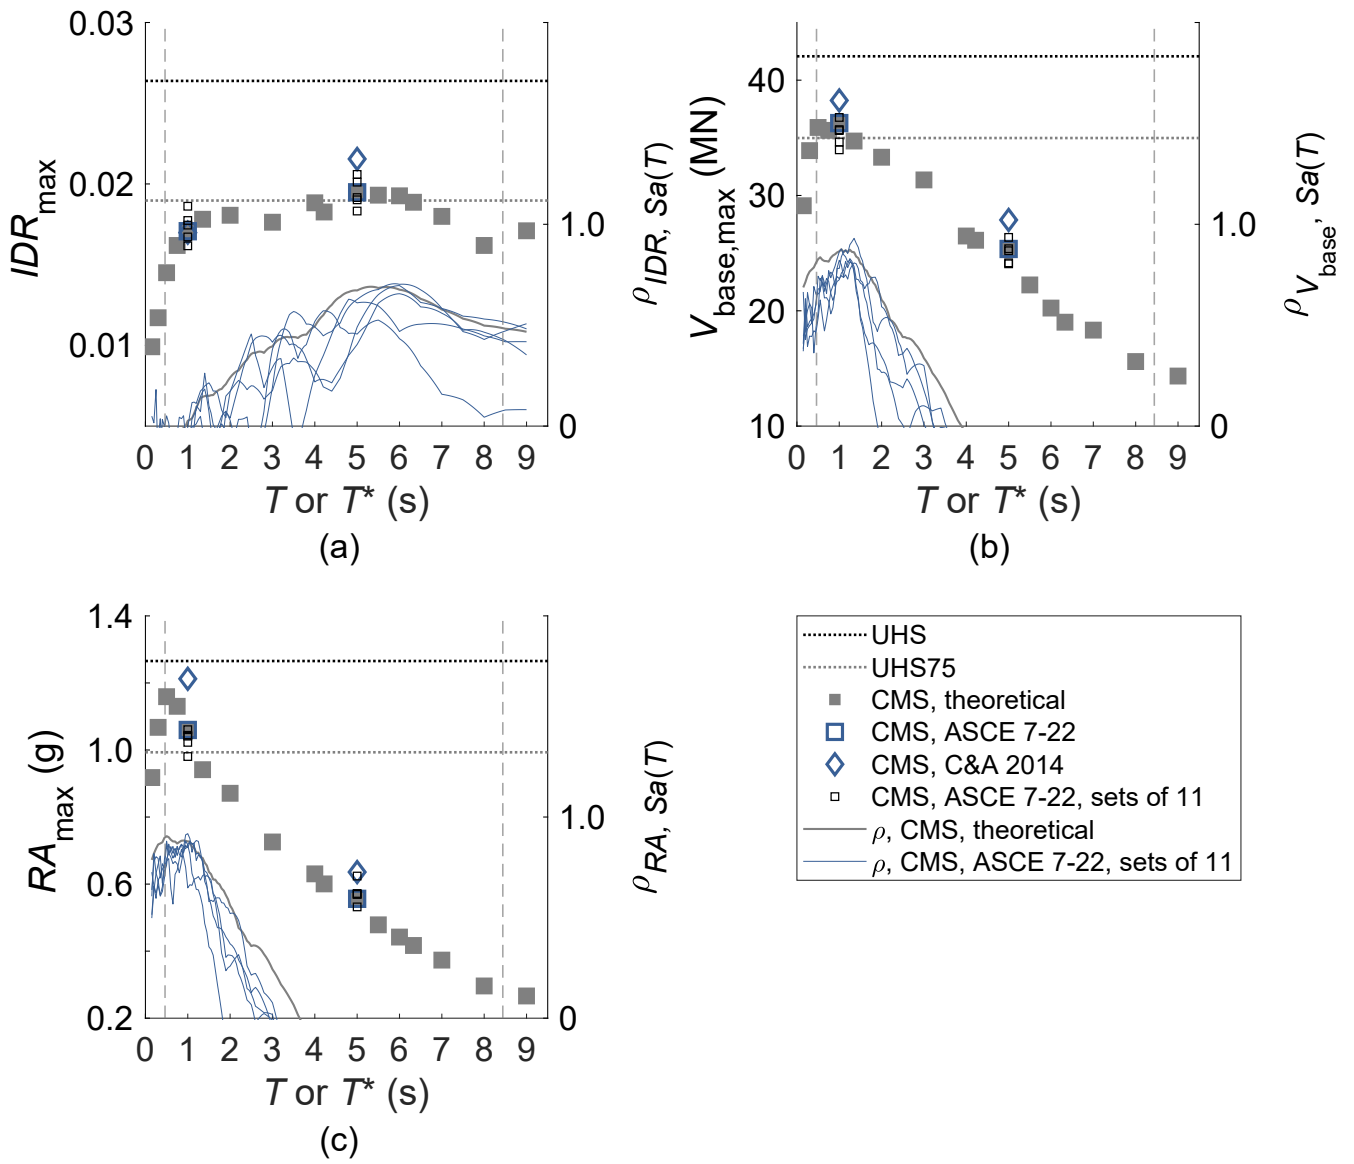 0.03
0.02
0.01
IDRmax
1.0
0
ρIDR, Sa(T)
0 1 2 3 4 5 6 7 8 9
T or T* (s)
(a)
40
30
20
10
Vbase,max (MN)
1.0
0
ρVbase, Sa(T)
0 1 2 3 4 5 6 7 8 9
T or T* (s)
(b)
1.4
1.0
0.6
0.2
RAmax (g)
1.0
0
ρRA, Sa(T)
0 1 2 3 4 5 6 7 8 9
T or T* (s)
(c)
UHS
UHS75
CMS, theoretical
CMS, ASCE 7-22
CMS, C&A 2014
CMS, ASCE 7-22, sets of 11
ρ, CMS, theoretical
ρ, CMS, ASCE 7-22, sets of 11